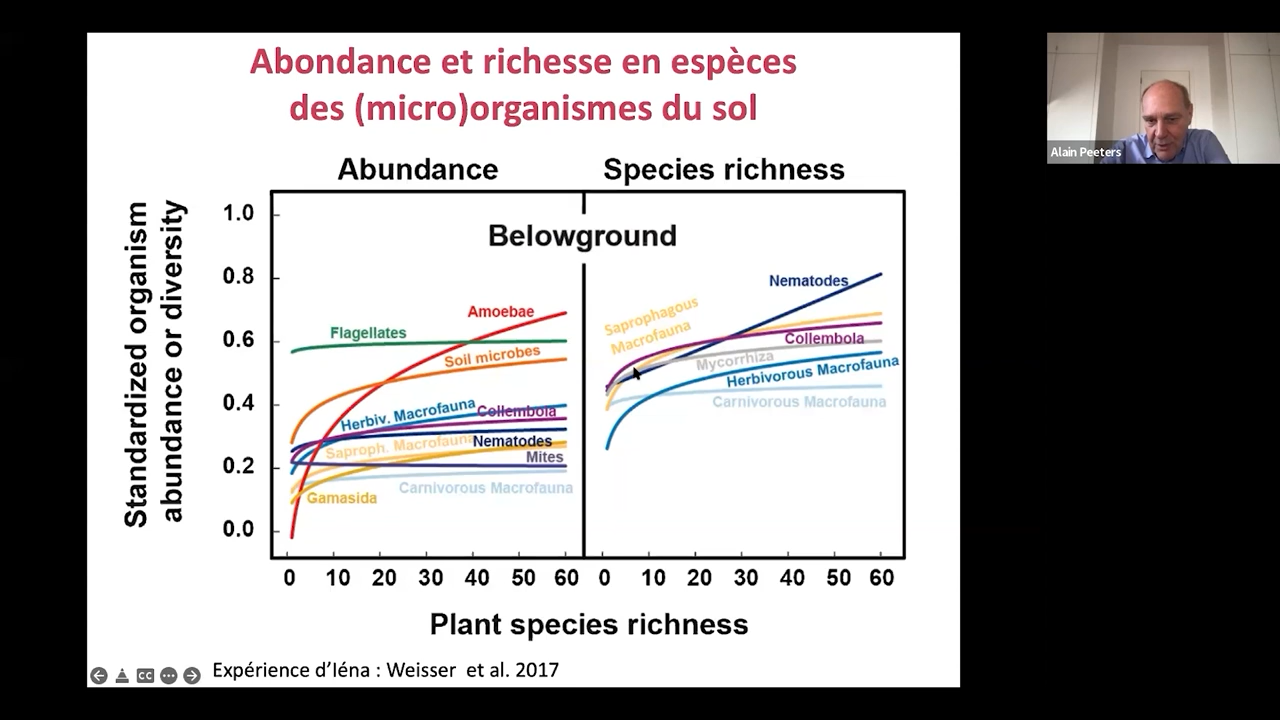 Abondance et richesse en espèces
des (micro)organismes du sol
Alain Peeters
Abundance
Species richness
Standardized organism
abundance or diversity
Belowground
1.0
0.8
0.6
0.4
0.2
0.0
Amoebae
Flagellates
Soil microbes
Herbiv. Macrofauna
Collembola
Saproph. Macrofauna
Nematodes
Mites
Carnivorous Macrofauna
Gamasida
Nematodes
Saprophagous
Macrofauna
Collembola
Mycorrhiza
Herbivorous Macrofauna
Carnivorous Macrofauna
0 10 20 30 40 50 60
0 10 20 30 40 50 60
Plant species richness
CC
Expérience d’Iéna : Weisser et al. 2017